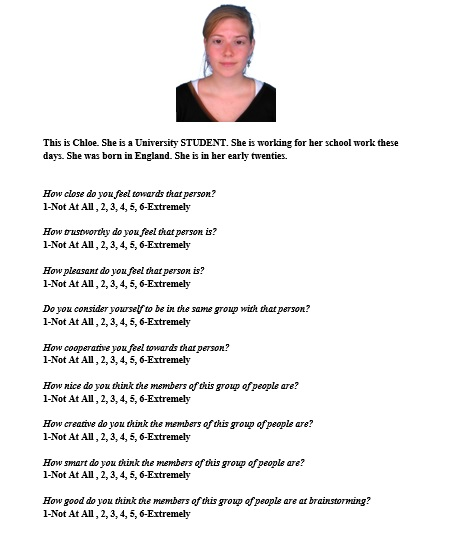 This is Chloe. She is a University STUDENT. She is working for her school work these
days. She was born in England. She is in her early twenties.
How close do you feel towards that person?
1-Not At All , 2, 3, 4, 5, 6-Extremely
How trustworthy do you feel that person is?
1-Not At All , 2, 3, 4, 5, 6-Extremely
How pleasant do you feel that person is?
1-Not At All , 2, 3, 4, 5, 6-Extremely
Do you consider yourself to be in the same group with that person?
1-Not At All , 2, 3, 4, 5, 6-Extremely
How cooperative you feel towards that person?
1-Not At All , 2, 3, 4, 5, 6-Extremely
How nice do you think the members of this group of people are?
1-Not At All , 2, 3, 4, 5, 6-Extremely
How creative do you think the members of this group of people are?
1-Not At All , 2, 3, 4, 5, 6-Extremely
How smart do you think the members of this group of people are?
1-Not At All , 2, 3, 4, 5, 6-Extremely
How good do you think the members of this group of people are at brainstorming?
1-Not At All , 2, 3, 4, 5, 6-Extremely